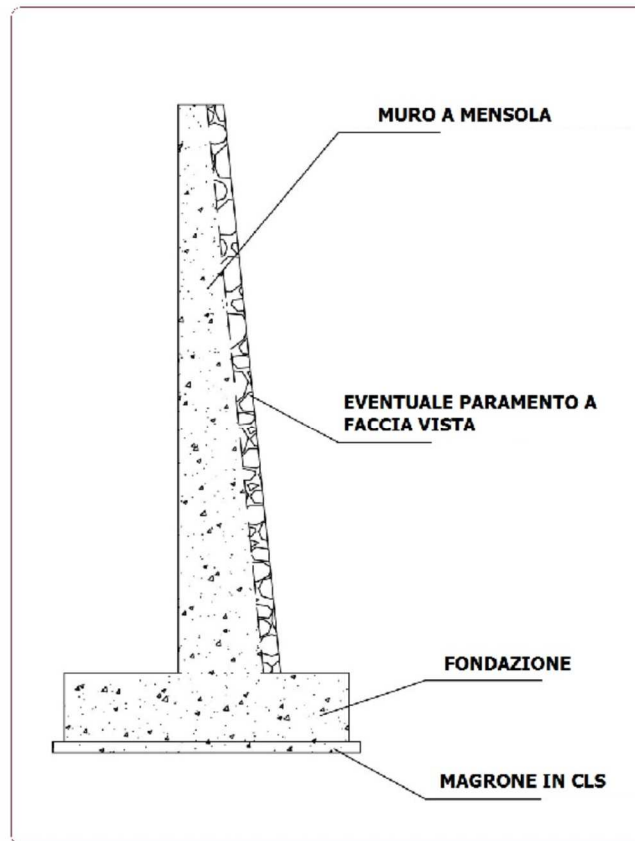 MURO A MENSOLA
EVENTUALE PARAMENTO A
FACCIA VISTA
FONDAZIONE
MAGRONE IN CLS